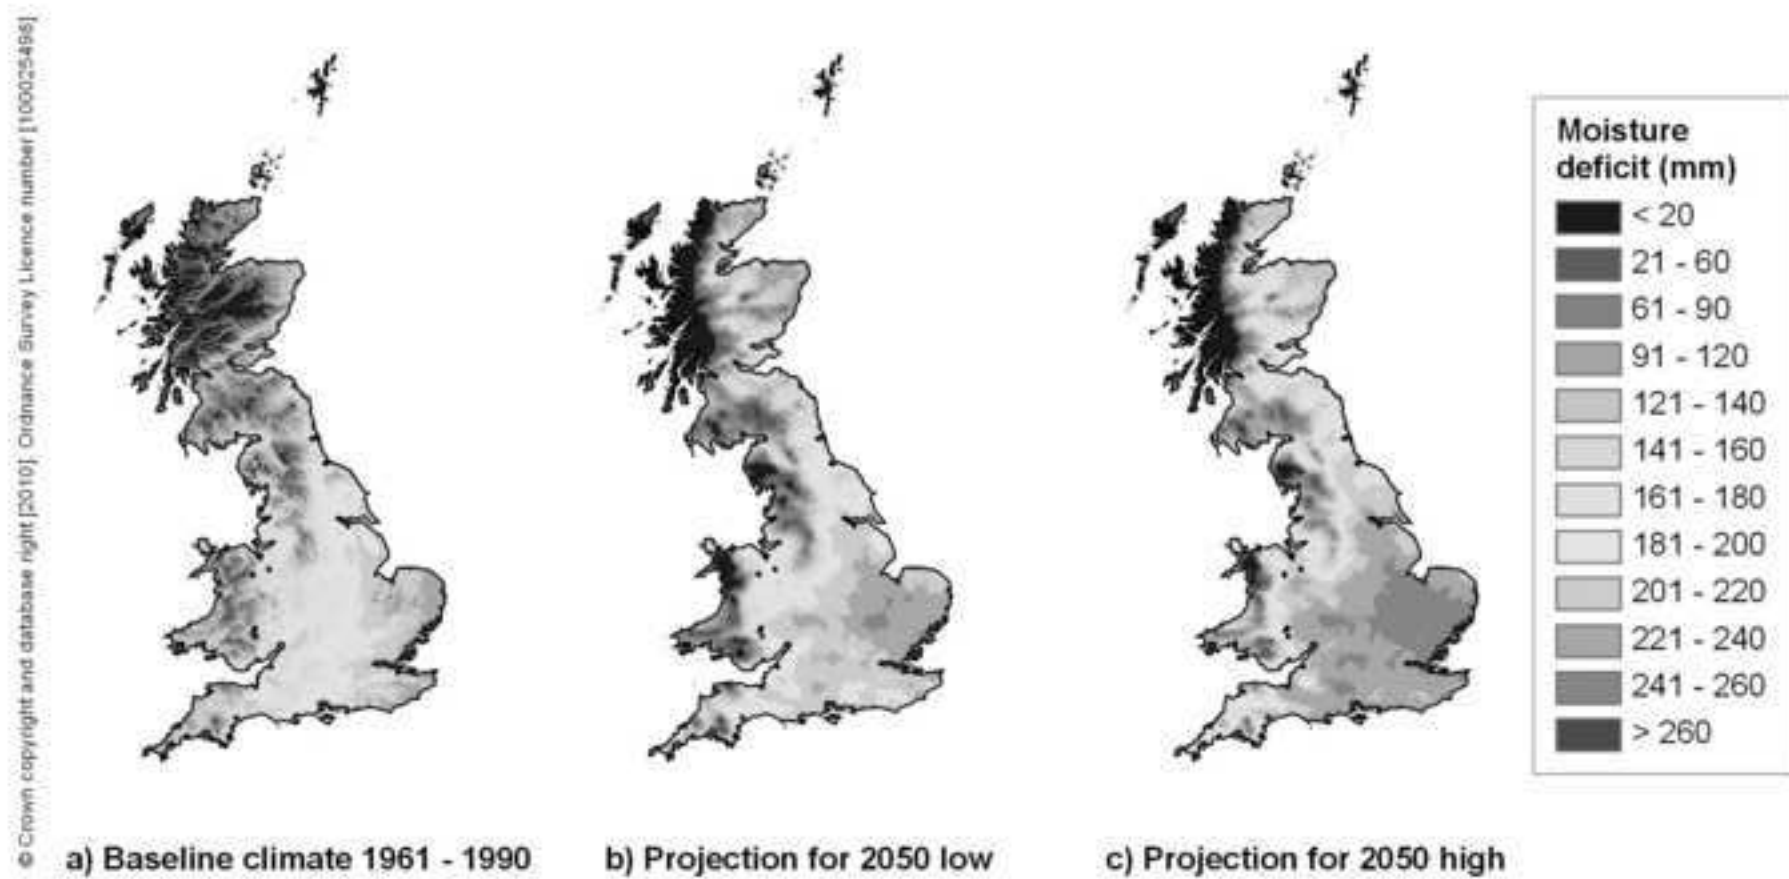 © Crown copyright and database right [2010]. Ordnance Survey Licence number [100025495]
Moisture
deficit (mm)
< 20
21 - 60
61 - 90
91 - 120
121 - 140
141 - 160
161 - 180
181 - 200
201 - 220
221 - 240
241 - 260
> 260
a) Baseline climate 1961 - 1990
b) Projection for 2050 low
c) Projection for 2050 high